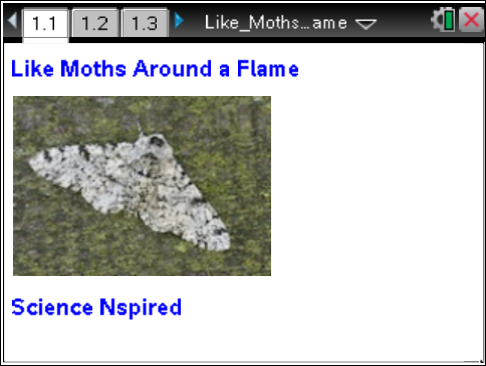 1.1 1.2 1.3 Like_Moths...ame
Like Moths Around a Flame
Science Nspired